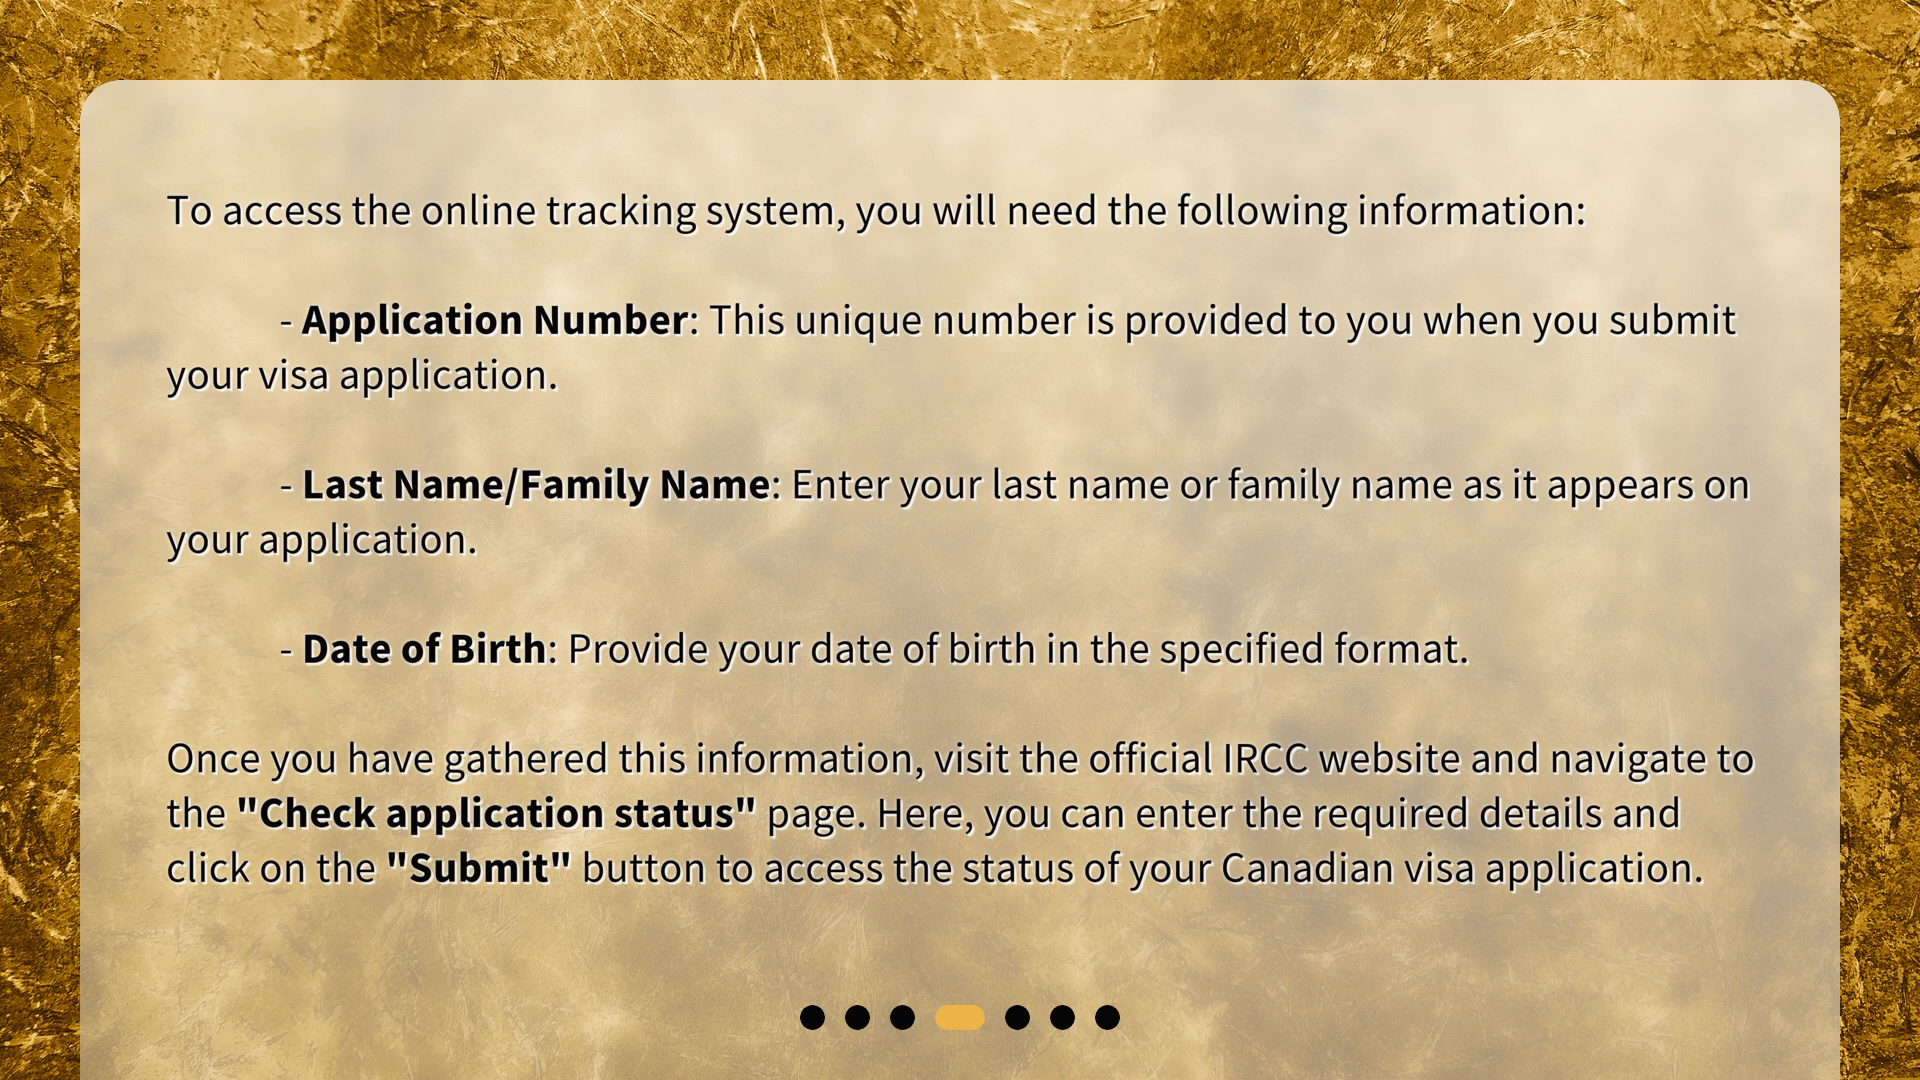 To access the online tracking system, you will need the following information:
- Application Number: This unique number is provided to you when you submit
your visa application.
- Last Name/Family Name: Enter your last name or family name as it appears on
your application.
- Date of Birth: Provide your date of birth in the specified format.
Once you have gathered this information, visit the official IRCC website and navigate to
the "Check application status" page. Here, you can enter the required details and
click on the "Submit" button to access the status of your Canadian visa application.